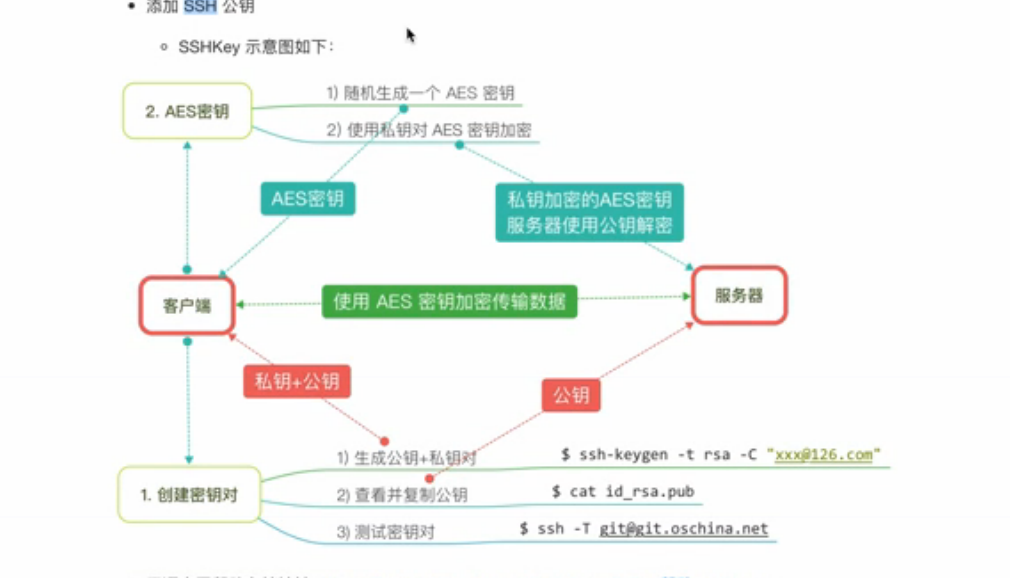 添加 SSH 公钥
SSHKey 示意图如下：
2. AES密钥
1) 随机生成一个 AES 密钥
2) 使用私钥对 AES 密钥加密
AES密钥
私钥加密的AES密钥
服务器使用公钥解密
客户端
使用 AES 密钥加密传输数据
服务器
私钥+公钥
公钥
1. 创建密钥对
1) 生成公钥+私钥对
$ ssh-keygen -t rsa -C "xxx@126.com"
2) 查看并复制公钥
$ cat id_rsa.pub
3) 测试密钥对
$ ssh -T git@git.oschina.net